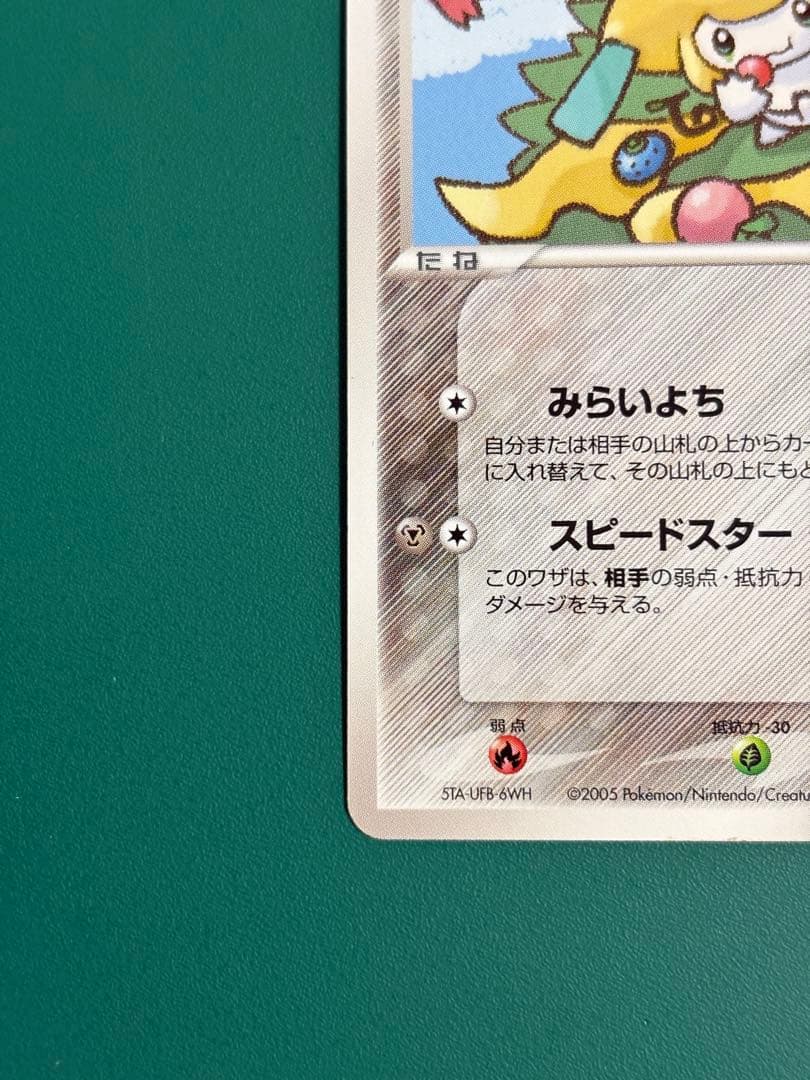 たね
みらいよち
自分または相手の山札の上からカー
に入れ替えて、その山札の上にもと
スピードスター
このワザは、相手の弱点・抵抗力
ダメージを与える。
弱点 抵抗力 -30
5TA-UFB-6WH ©2005 Pokémon/Nintendo/Creatu